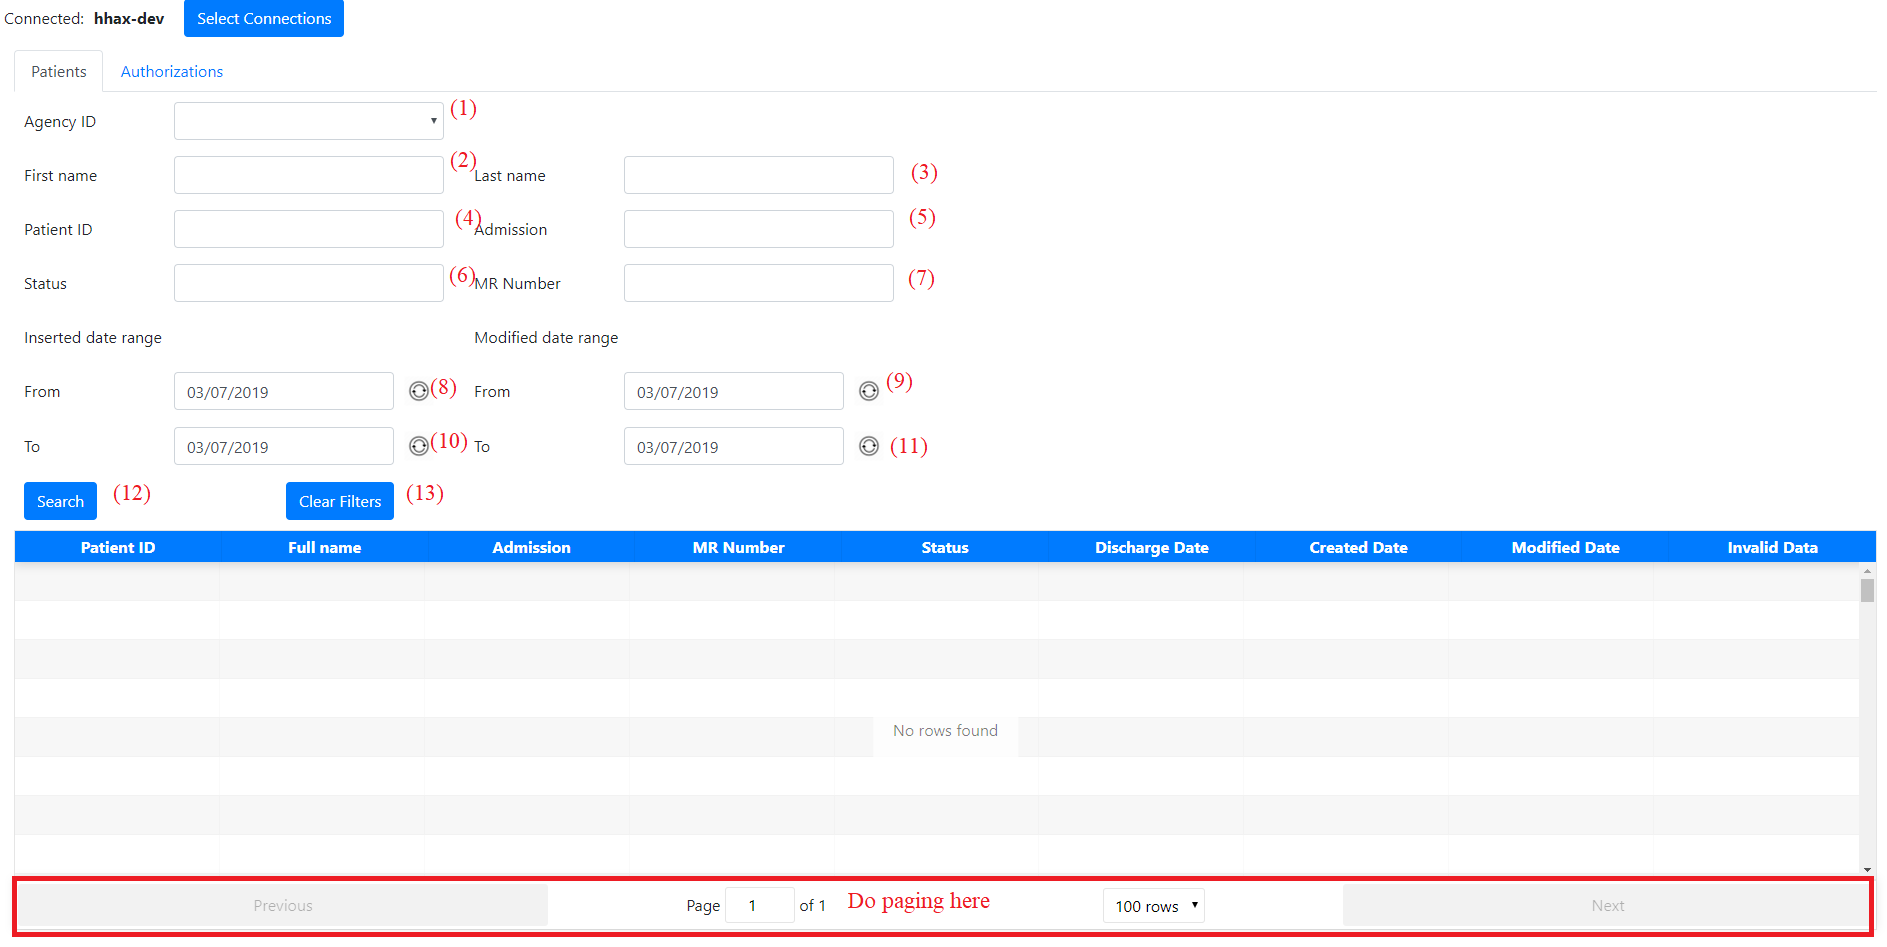 Connected: hhax-dev Select Connections
Patients Authorizations
Agency ID (1)
First name (2) Last name (3)
Patient ID (4) Admission (5)
Status (6) MR Number (7)
Inserted date range Modified date range
From 03/07/2019 (8) From 03/07/2019 (9)
To 03/07/2019 (10) To 03/07/2019 (11)
Search (12) Clear Filters (13)
Patient ID Full name Admission MR Number Status Discharge Date Created Date Modified Date Invalid Data
No rows found
Previous Page 1 of 1 Do paging here 100 rows Next